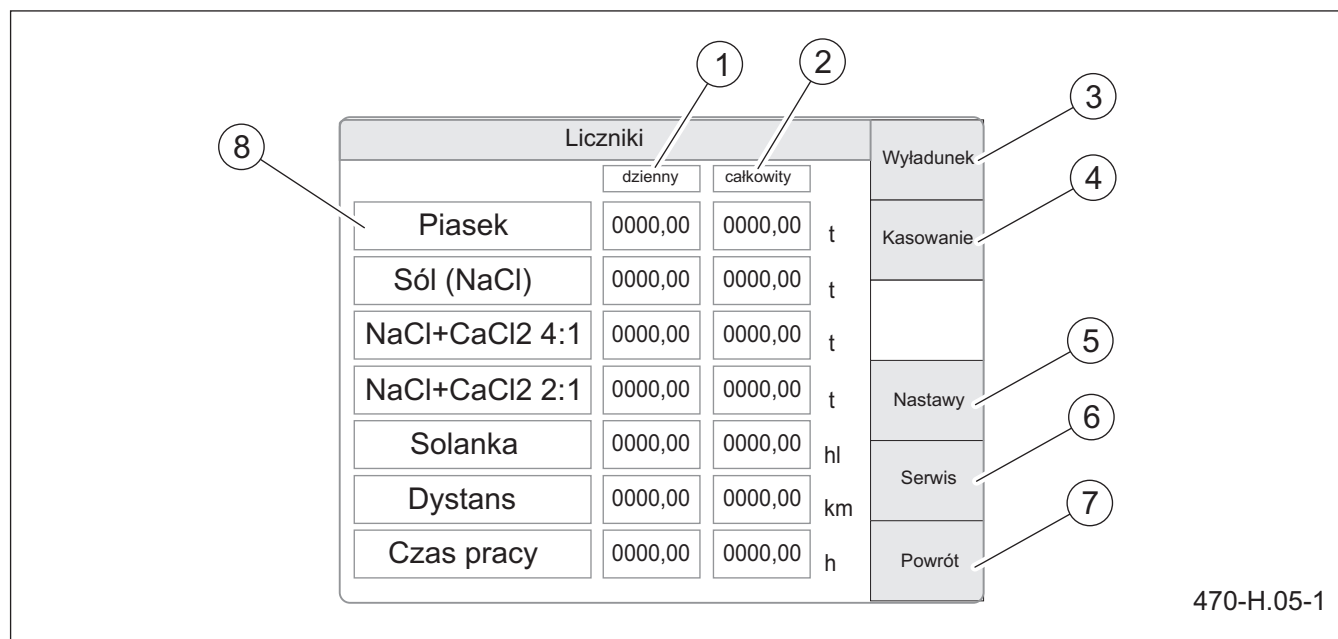 1 2
3
8 Liczniki Wyładunek
dzienny całkowity 4
Piasek 0000,00 0000,00 t Kasowanie
Sól (NaCl) 0000,00 0000,00 t
NaCl+CaCl2 4:1 0000,00 0000,00 t
5
NaCl+CaCl2 2:1 0000,00 0000,00 t Nastawy
6
Solanka 0000,00 0000,00 hl
Serwis
Dystans 0000,00 0000,00 km
7
Czas pracy 0000,00 0000,00 h Powrót
470-H.05-1